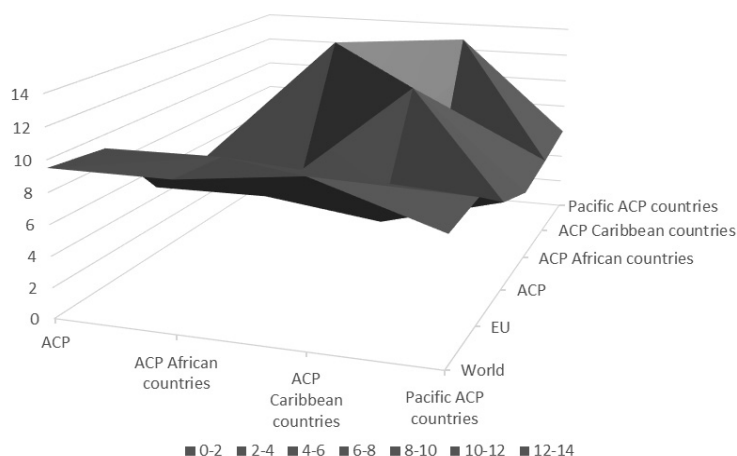 14
12
10
8
6
4
2
0
Pacific ACP countries
ACP Caribbean countries
ACP African countries
ACP
EU
World
ACP
ACP African
countries
ACP
Caribbean
countries
Pacific ACP
countries
0-2 2-4 4-6 6-8 8-10 10-12 12-14